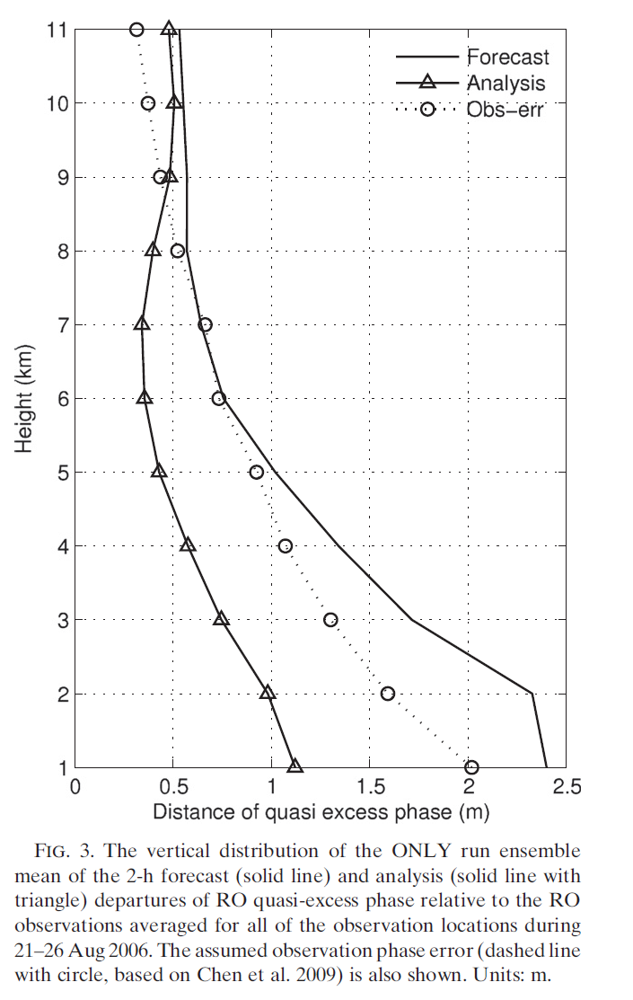 11
10
9
8
7
6
5
4
3
2
1
Height (km)
Forecast
Analysis
Obs−err
0 0.5 1 1.5 2 2.5
Distance of quasi excess phase (m)
FIG. 3. The vertical distribution of the ONLY run ensemble
mean of the 2-h forecast (solid line) and analysis (solid line with
triangle) departures of RO quasi-excess phase relative to the RO
observations averaged for all of the observation locations during
21–26 Aug 2006. The assumed observation phase error (dashed line
with circle, based on Chen et al. 2009) is also shown. Units: m.